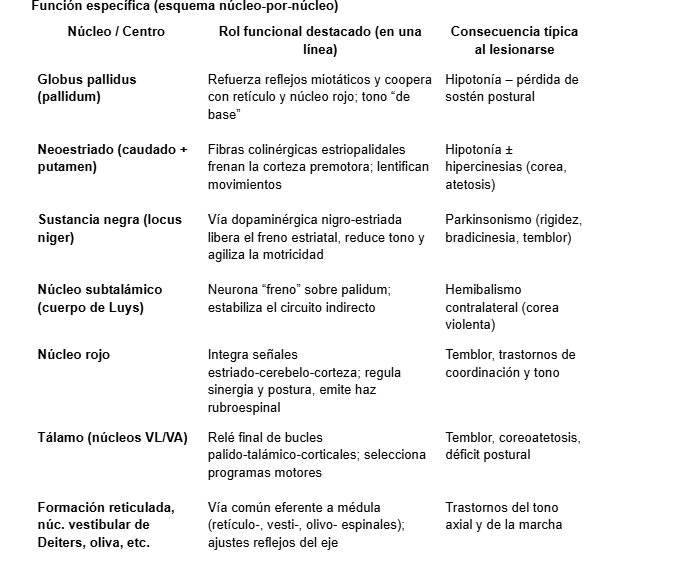 Función específica (esquema núcleo-por-núcleo)
Núcleo / Centro
Rol funcional destacado (en una
línea)
Consecuencia típica
al lesionarse
Globus pallidus
(pallidum)
Refuerza reflejos miotáticos y coopera
con retículo y núcleo rojo; tono “de
base”
Hipotonía – pérdida de
sostén postural
Neoestriado (caudado +
putamen)
Fibras colinérgicas estriopalidales
frenan la corteza premotora; lentifican
movimientos
Hipotonía ±
hipercinesias (corea,
atetosis)
Sustancia negra (locus
niger)
Vía dopaminérgica nigro-estriada
libera el freno estriatal, reduce tono y
agiliza la motricidad
Parkinsonismo (rigidez,
bradicinesia, temblor)
Núcleo subtalámico
(cuerpo de Luys)
Neurona “freno” sobre palidum;
estabiliza el circuito indirecto
Hemibalismo
contralateral (corea
violenta)
Núcleo rojo
Integra señales
estriado-cerebelo-corteza; regula
sinergia y postura, emite haz
rubroespinal
Temblor, trastornos de
coordinación y tono
Tálamo (núcleos VL/VA)
Relé final de bucles
palido-talámico-corticales; selecciona
programas motores
Temblor, coreoatetosis,
déficit postural
Formación reticulada,
núc. vestibular de
Deiters, oliva, etc.
Vía común eferente a médula
(retículo-, vesti-, olivo- espinales);
ajustes reflejos del eje
Trastornos del tono
axial y de la marcha